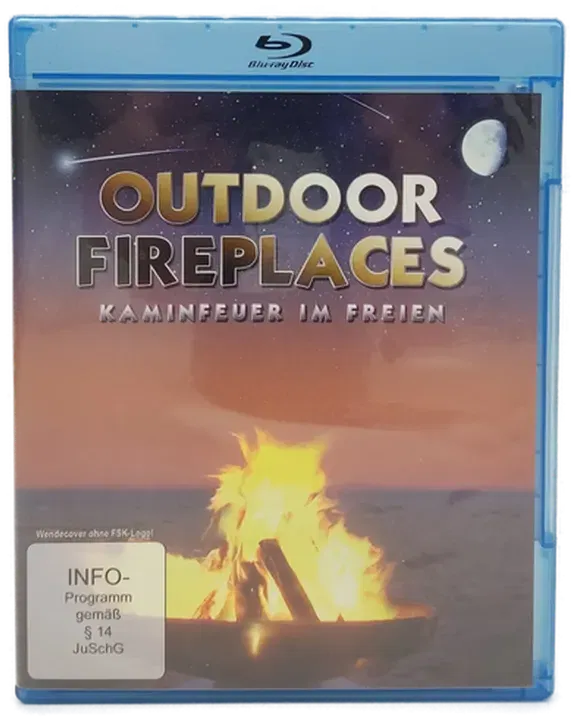 Blu-ray Disc
OUTDOOR
FIREPLACES
KAMINFEUER IM FREIEN
Wendecover ohne FSK-Logo!
INFO-
Programm
gemäß
§ 14
JuSchG